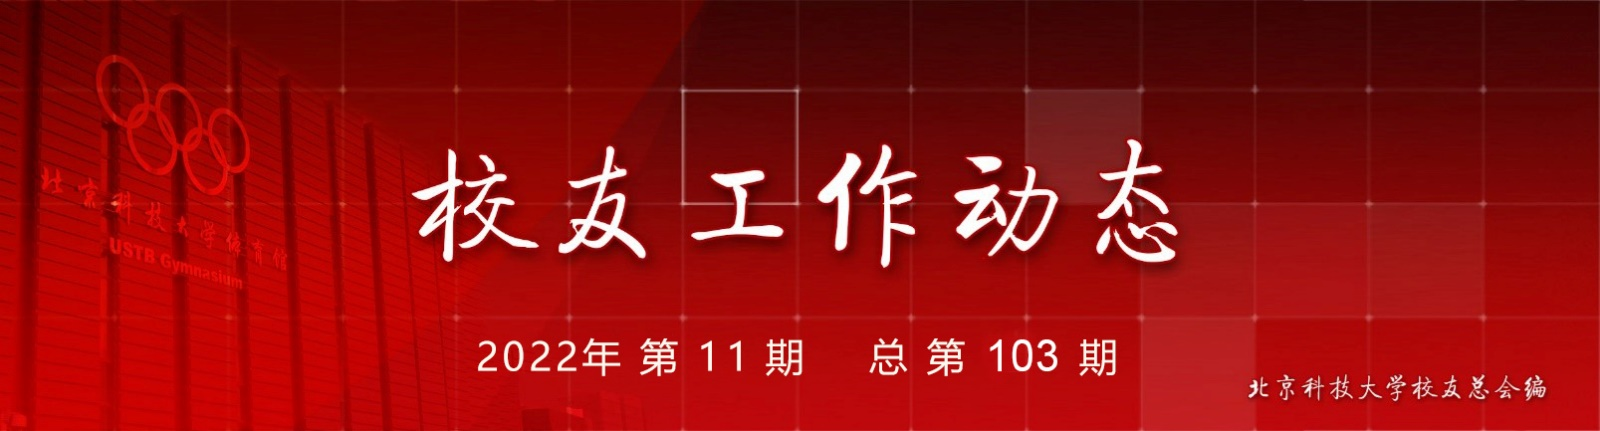 北京科技大学体育馆
USTB Gymnasium
校友工作动态
2022年 第 11 期 总 第 103 期
北京科技大学校友总会编